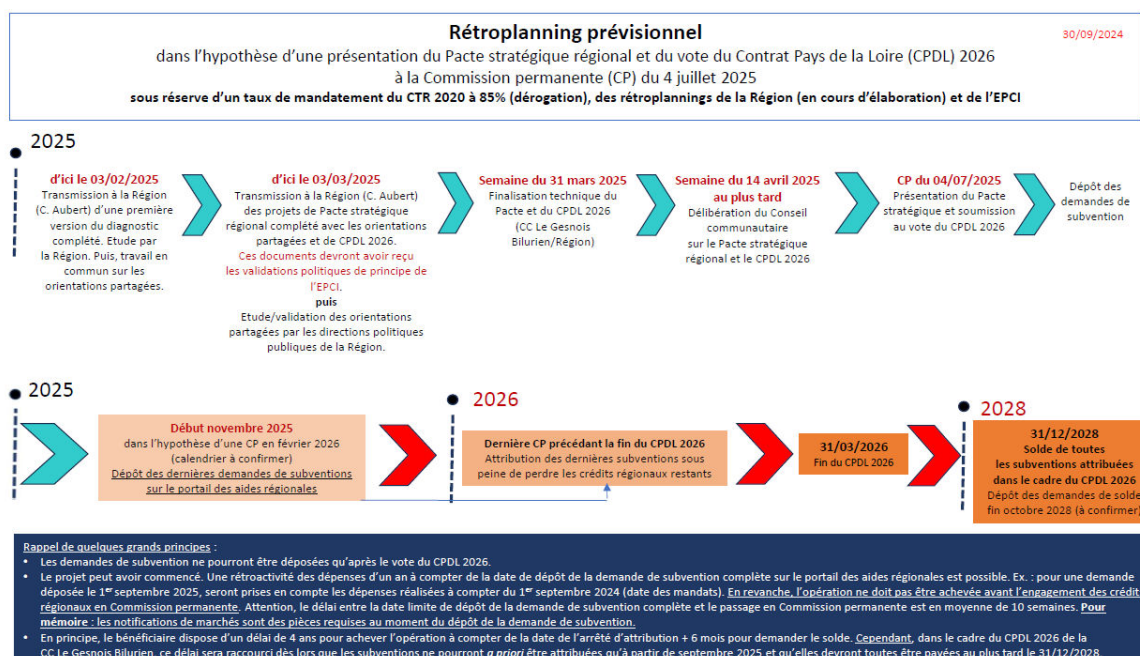 Rétroplanning prévisionnel
30/09/2024
dans l'hypothèse d'une présentation du Pacte stratégique régional et du vote du Contrat Pays de la Loire (CPDL) 2026
à la Commission permanente (CP) du 4 juillet 2025
sous réserve d'un taux de mandatement du CTR 2020 à 85% (dérogation), des rétroplannings de la Région (en cours d'élaboration) et de l'EPCI
2025
d'ici le 03/02/2025
Transmission à la Région
(C. Aubert) d'une première
version du diagnostic
complété. Etude par
la Région. Puis, travail en
commun sur les
orientations partagées.
d'ici le 03/03/2025
Transmission à la Région (C. Aubert)
des projets de Pacte stratégique
régional complété avec les orientations
partagées et de CPDL 2026.
Ces documents devront avoir reçu
les validations politiques de principe de
l'EPCI.
puis
Etude/validation des orientations
partagées par les directions politiques
publiques de la Région.
Semaine du 31 mars 2025
Finalisation technique du
Pacte et du CPDL 2026
(CC Le Gesnois
Bilurien/Région)
Semaine du 14 avril 2025
au plus tard
Délibération du Conseil
communautaire
sur le Pacte stratégique
régional et le CPDL 2026
CP du 04/07/2025
Présentation du Pacte
stratégique et soumission
au vote du CPDL 2026
Dépôt des
demandes de
subvention
2025
Début novembre 2025
dans l'hypothèse d'une CP en février 2026
(calendrier à confirmer)
Dépôt des dernières demandes de subventions
sur le portail des aides régionales
2026
Dernière CP précédant la fin du CPDL 2026
Attribution des dernières subventions sous
peine de perdre les crédits régionaux restants
31/03/2026
Fin du CPDL 2026
2028
31/12/2028
Solde de toutes
les subventions attribuées
dans le cadre du CPDL 2026
Dépôt des demandes de solde
fin octobre 2028 (à confirmer)
Rappel de quelques grands principes :
• Les demandes de subvention ne pourront être déposées qu'après le vote du CPDL 2026.
• Le projet peut avoir commencé. Une rétroactivité des dépenses d'un an à compter de la date de dépôt de la demande de subvention complète sur le portail des aides régionales est possible. Ex. : pour une demande
déposée le 1er septembre 2025, seront prises en compte les dépenses réalisées à compter du 1er septembre 2024 (date des mandats). En revanche, l'opération ne doit pas être achevée avant l'engagement des crédits
régionaux en Commission permanente. Attention, le délai entre la date limite de dépôt de la demande de subvention complète et le passage en Commission permanente est en moyenne de 10 semaines. Pour
mémoire : les notifications de marchés sont des pièces requises au moment du dépôt de la demande de subvention.
• En principe, le bénéficiaire dispose d'un délai de 4 ans pour achever l'opération à compter de la date de l'arrêté d'attribution + 6 mois pour demander le solde. Cependant, dans le cadre du CPDL 2026 de la
CC Le Gesnois Bilurien, ce délai sera raccourci dès lors que les subventions ne pourront a priori être attribuées qu'à partir de septembre 2025 et qu'elles devront toutes être payées au plus tard le 31/12/2028.